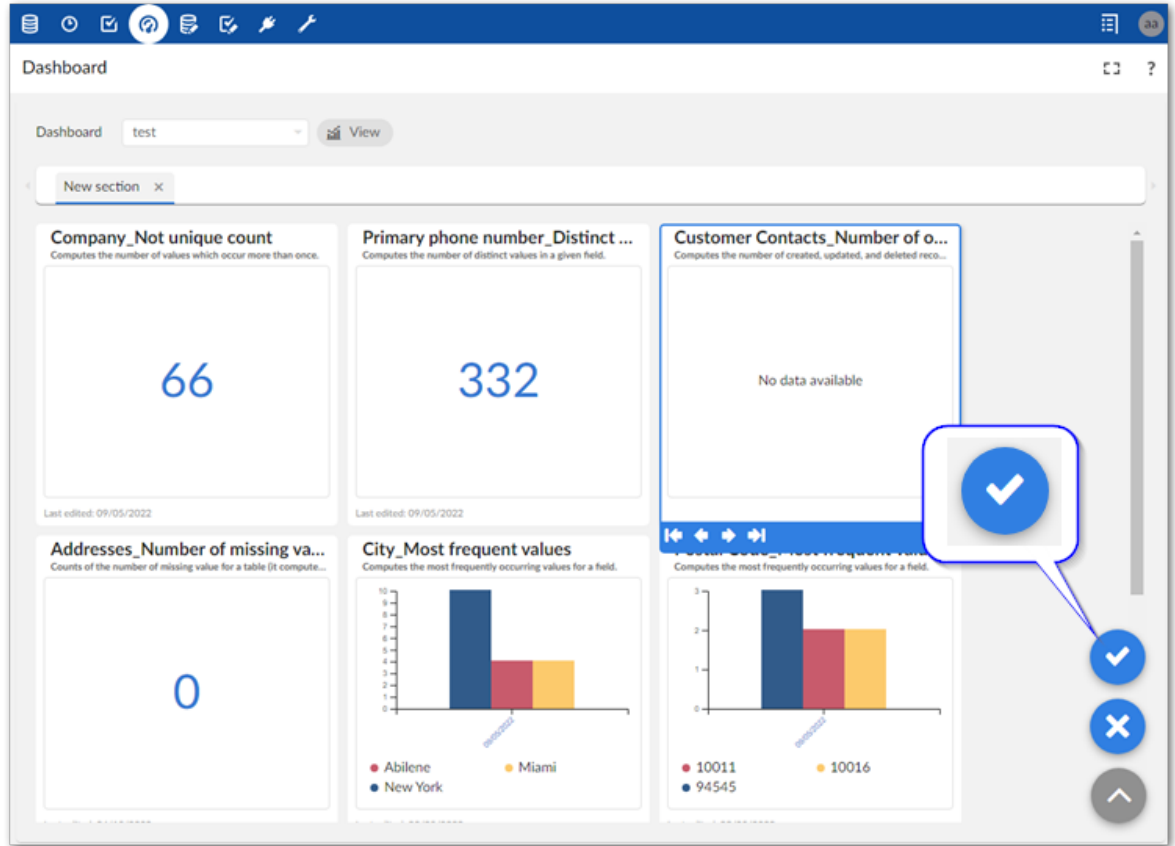 aa
Dashboard
?
Dashboard
test
View
New section
Company_Not unique count
Computes the number of values which occur more than once.
66
Last edited: 09/05/2022
Primary phone number_Distinct ...
Computes the number of distinct values in a given field.
332
Last edited: 09/05/2022
Customer Contacts_Number of o...
Computes the number of created, updated, and deleted reco...
No data available
Addresses_Number of missing va...
Counts of the number of missing value for a table (it compute...
0
City_Most frequent values
Computes the most frequently occurring values for a field.
10
9
8
7
6
5
4
3
2
1
0
09/05/2022
Abilene
Miami
New York
Computes the most frequently occurring values for a field.
3
2
1
0
09/05/2022
10011
10016
94545